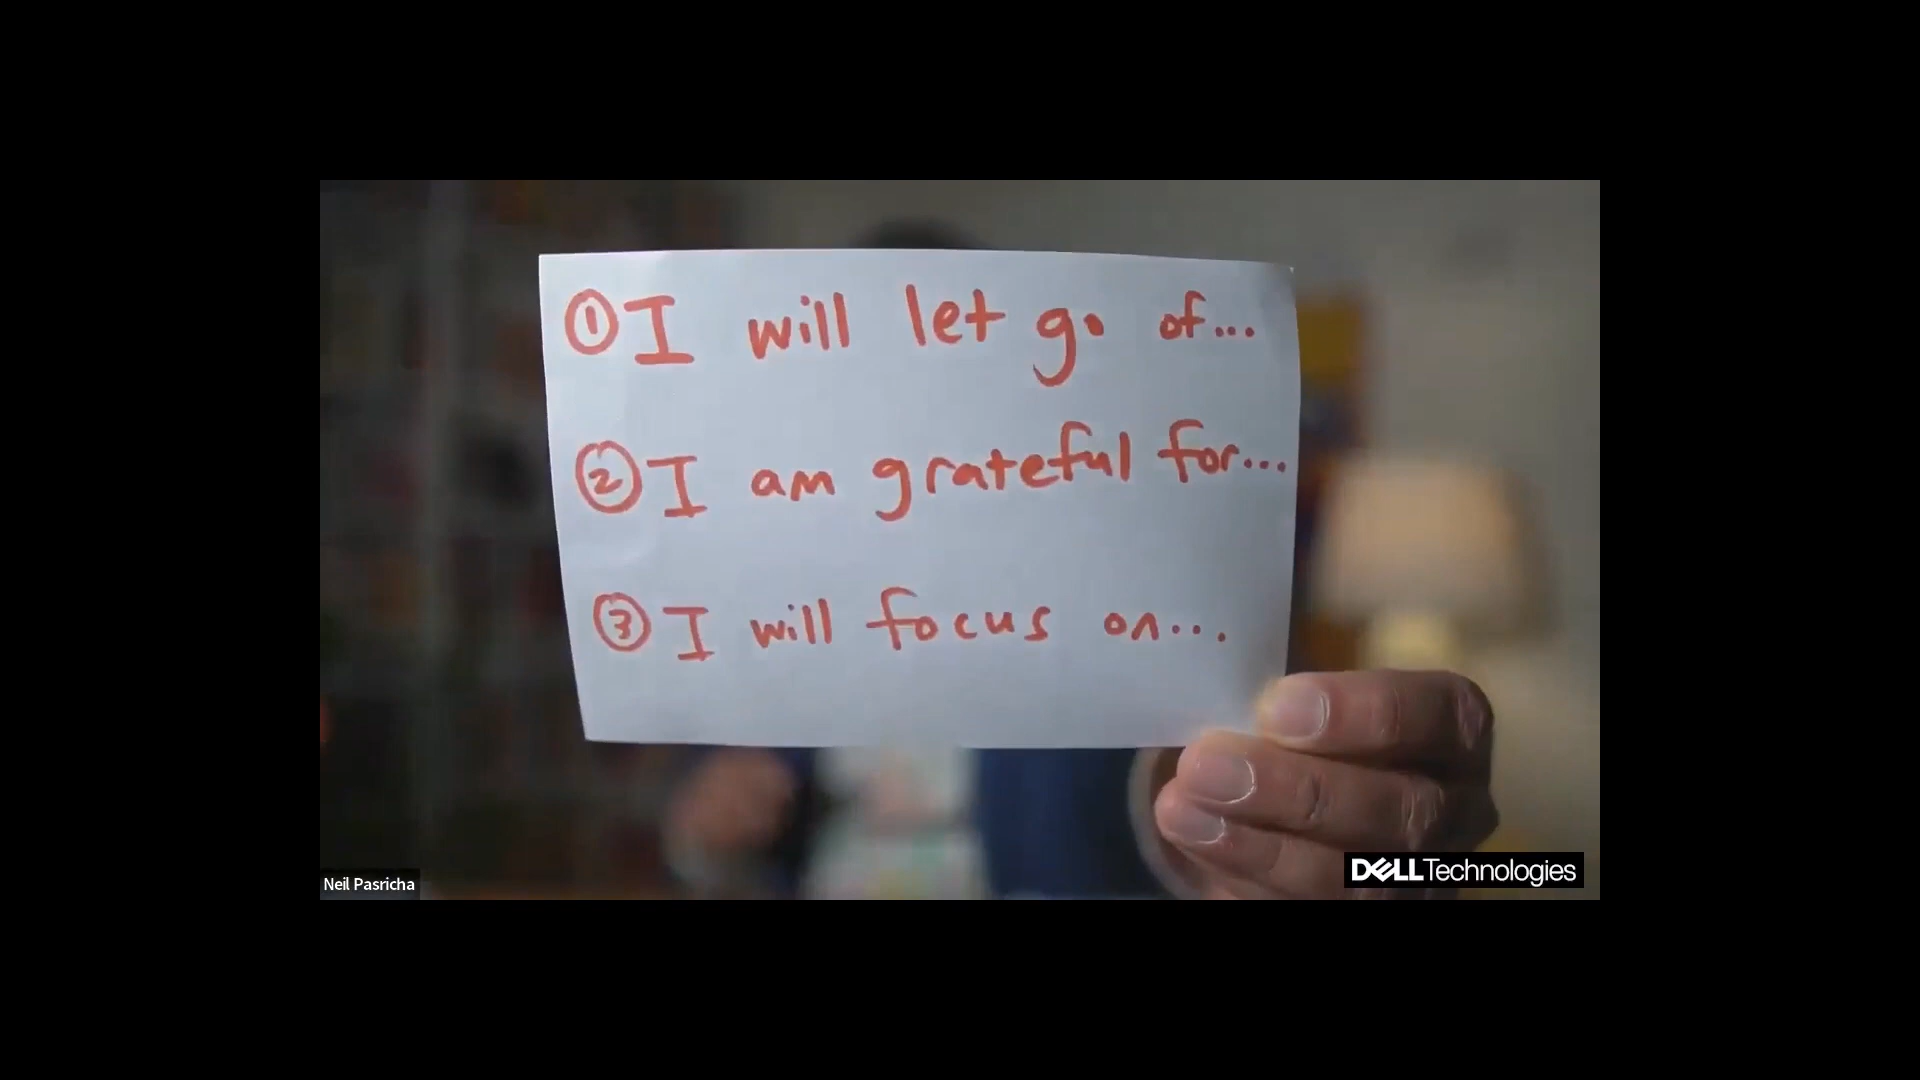 ① I will let go of...
② I am grateful for...
③ I will focus on...
Neil Pasricha
DELL Technologies